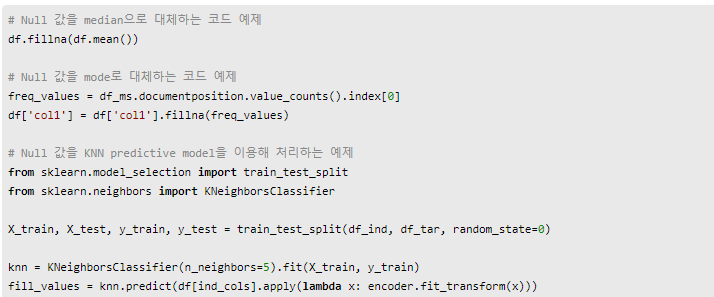 # Null 값을 median으로 대체하는 코드 예제
df.fillna(df.mean())
# Null 값을 mode로 대체하는 코드 예제
freq_values = df_ms.documentposition.value_counts().index[0]
df['col1'] = df['col1'].fillna(freq_values)
# Null 값을 KNN predictive model을 이용해 처리하는 예제
from sklearn.model_selection import train_test_split
from sklearn.neighbors import KNeighborsClassifier
X_train, X_test, y_train, y_test = train_test_split(df_ind, df_tar, random_state=0)
knn = KNeighborsClassifier(n_neighbors=5).fit(X_train, y_train)
fill_values = knn.predict(df[ind_cols].apply(lambda x: encoder.fit_transform(x)))